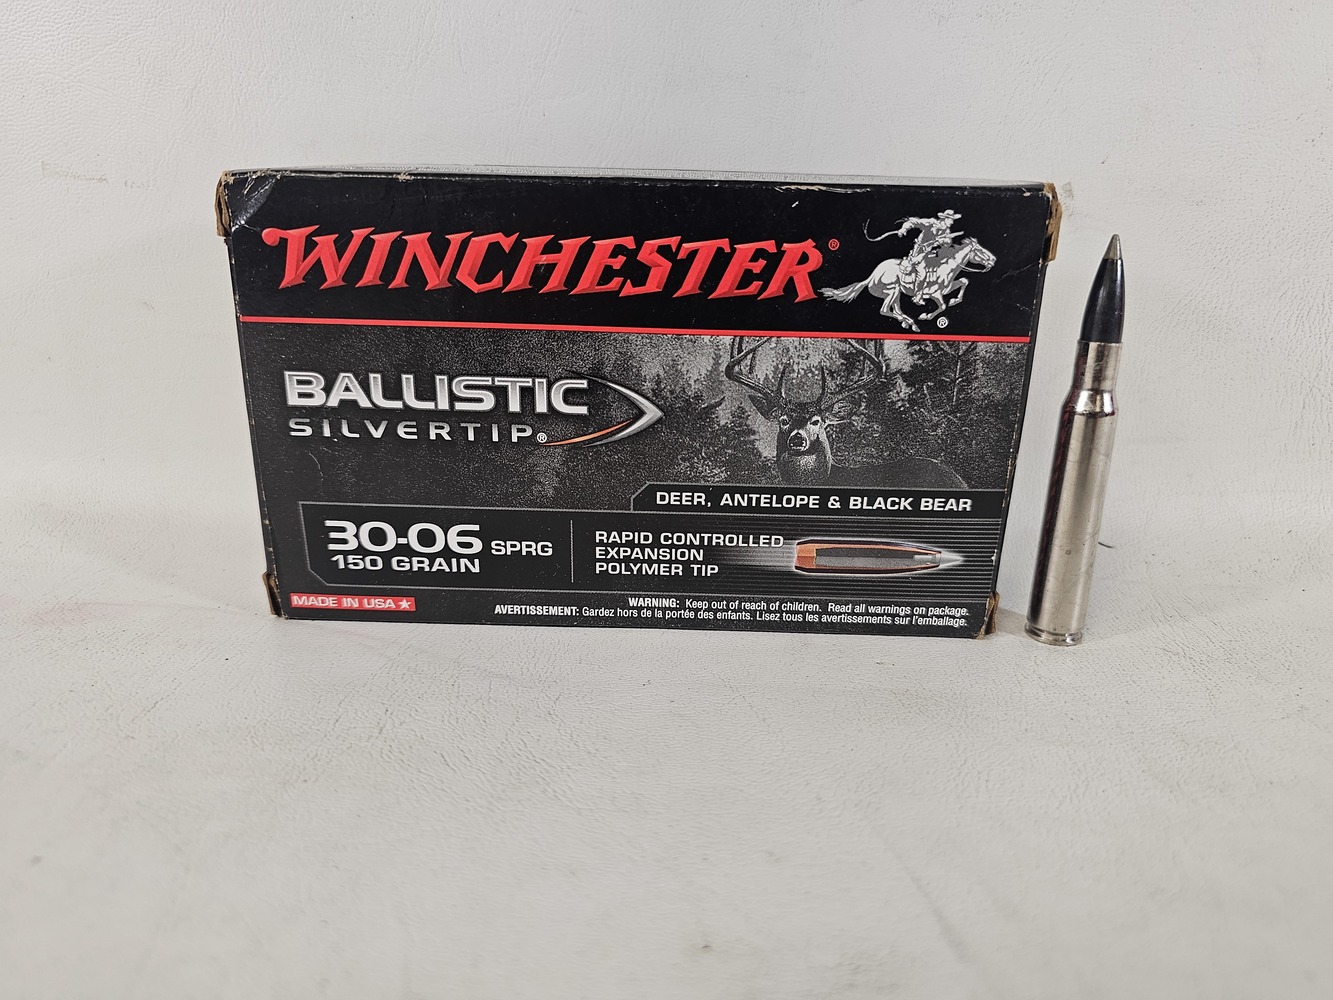 WINCHESTER®
®
BALLISTIC
SILVERTIP®
DEER, ANTELOPE & BLACK BEAR
30-06 SPRG
150 GRAIN
RAPID CONTROLLED
EXPANSION
POLYMER TIP
MADE IN USA
WARNING: Keep out of reach of children. Read all warnings on package.
AVERTISSEMENT: Gardez hors de la portée des enfants. Lisez tous les avertissements sur l'emballage.